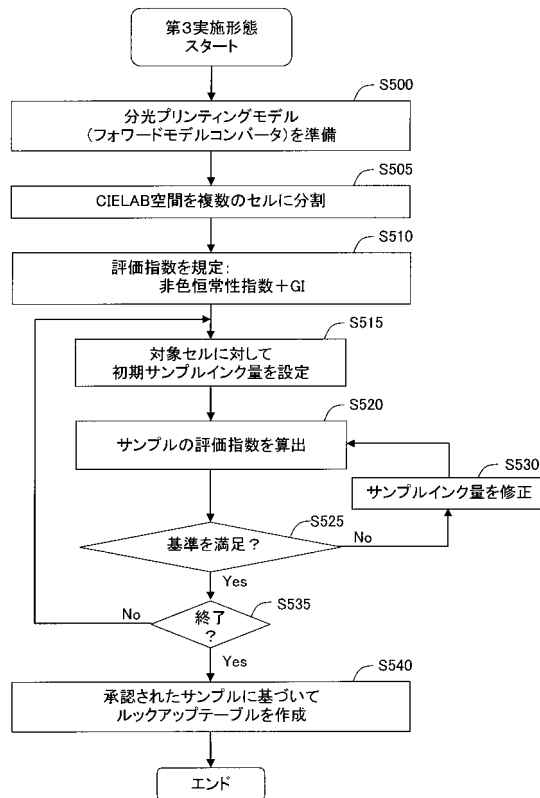 第3実施形態
スタート
S500
分光プリンティングモデル
(フォワードモデルコンバータ)を準備
S505
CIELAB空間を複数のセルに分割
S510
評価指数を規定:
非色恒常性指数+GI
S515
対象セルに対して
初期サンプルインク量を設定
S520
サンプルの評価指数を算出
S530
サンプルインク量を修正
S525
基準を満足?
No
Yes
S535
No
終了
?
Yes
S540
承認されたサンプルに基づいて
ルックアップテーブルを作成
エンド